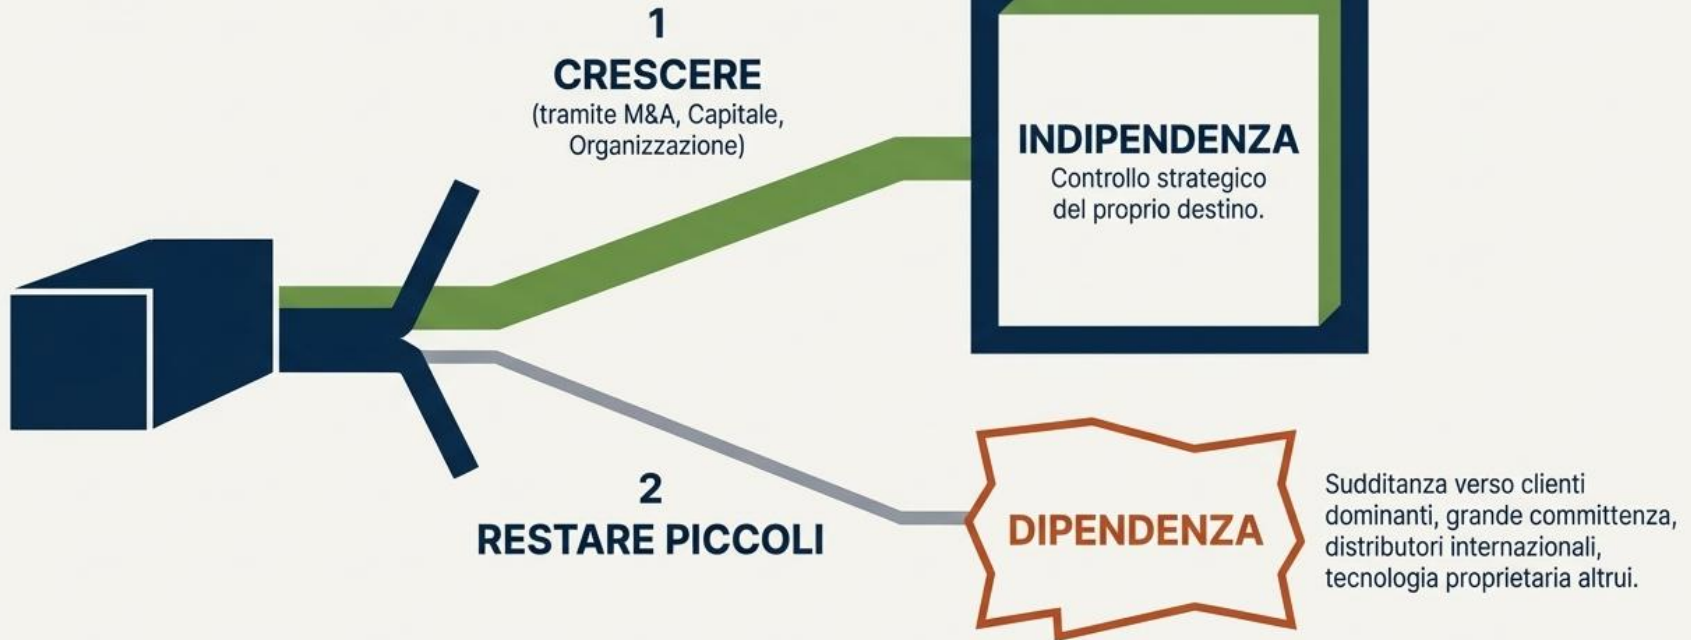 1
CRESCERE
(tramite M&A, Capitale,
Organizzazione)
INDIPENDENZA
Controllo strategico
del proprio destino.
2
RESTARE PICCOLI
DIPENDENZA
Sudditanza verso clienti
dominanti, grande committenza,
distributori internazionali,
tecnologia proprietaria altrui.